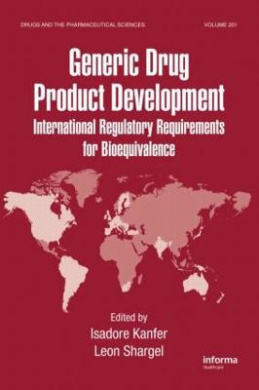 DRUGS AND THE PHARMACEUTICAL SCIENCES VOLUME 201
Generic Drug
Product Development
International Regulatory Requirements
for Bioequivalence
Edited by
Isadore Kanfer
Leon Shargel
informa
healthcare